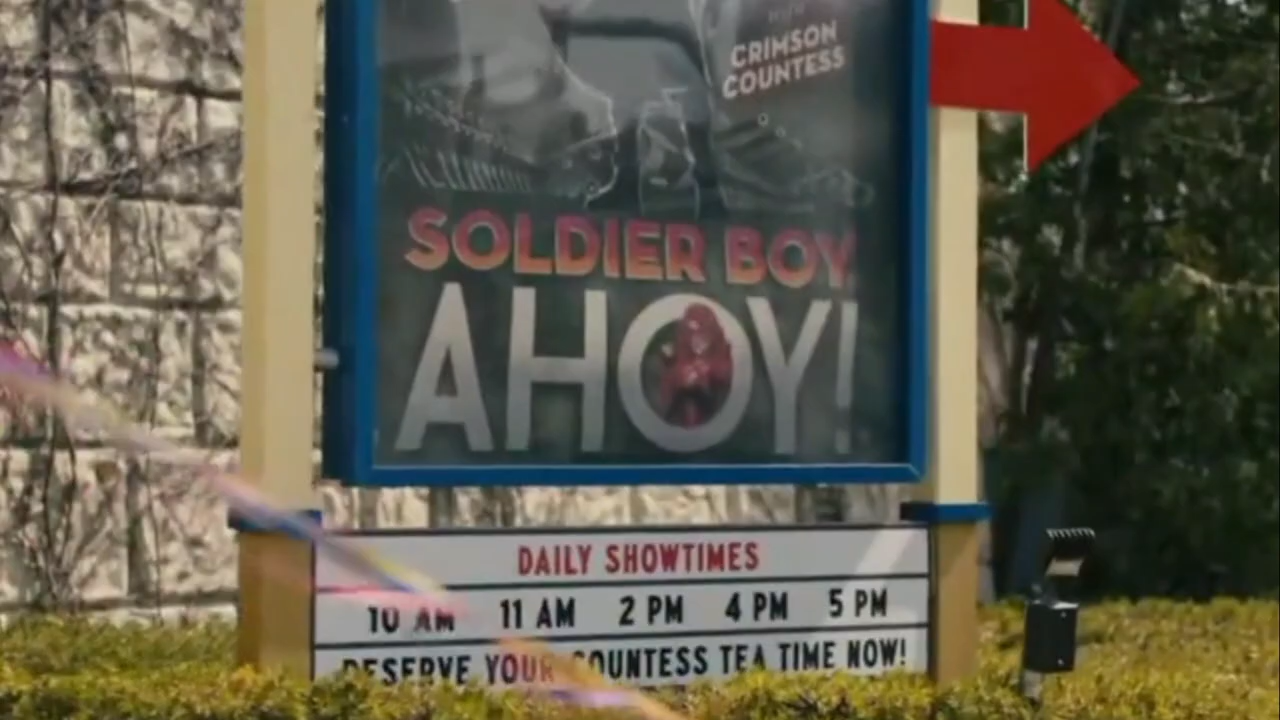 WITH
CRIMSON
COUNTESS
SOLDIER BOY
AHOY!
DAILY SHOWTIMES
10 AM 11 AM 2 PM 4 PM 5 PM
RESERVE YOUR COUNTESS TEA TIME NOW!